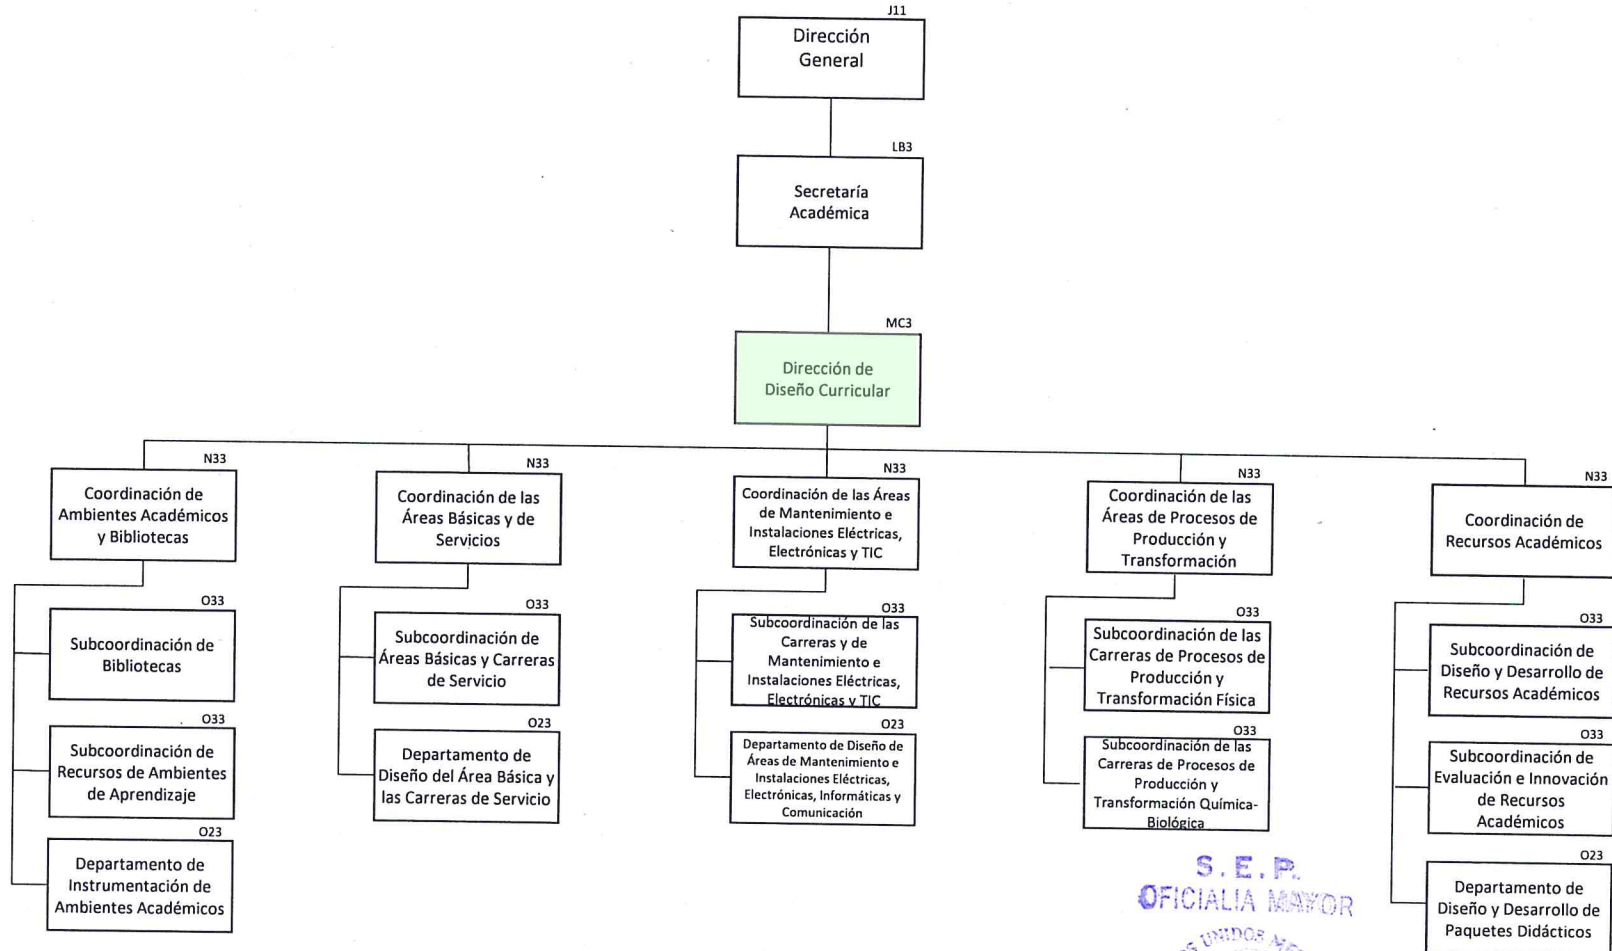 J11
Dirección
General
LB3
Secretaría
Académica
MC3
Dirección de
Diseño Curricular
N33
Coordinación de
Ambientes Académicos
y Bibliotecas
O33
Subcoordinación de
Bibliotecas
O33
Subcoordinación de
Recursos de Ambientes
de Aprendizaje
O23
Departamento de
Instrumentación de
Ambientes Académicos
N33
Coordinación de las
Áreas Básicas y de
Servicios
O33
Subcoordinación de
Áreas Básicas y Carreras
de Servicio
O23
Departamento de
Diseño del Área Básica y
las Carreras de Servicio
N33
Coordinación de las Áreas
de Mantenimiento e
Instalaciones Eléctricas,
Electrónicas y TIC
O33
Subcoordinación de las
Carreras y de
Mantenimiento e
Instalaciones Eléctricas,
Electrónicas y TIC
O23
Departamento de Diseño de
Áreas de Mantenimiento e
Instalaciones Eléctricas,
Electrónicas, Informáticas y
Comunicación
N33
Coordinación de las
Áreas de Procesos de
Producción y
Transformación
O33
Subcoordinación de las
Carreras de Procesos de
Producción y
Transformación Física
O33
Subcoordinación de las
Carreras de Procesos de
Producción y
Transformación Química-
Biológica
N33
Coordinación de
Recursos Académicos
O33
Subcoordinación de
Diseño y Desarrollo de
Recursos Académicos
O33
Subcoordinación de
Evaluación e Innovación
de Recursos
Académicos
O23
Departamento de
Diseño y Desarrollo de
Paquetes Didácticos
S.E.P.
OFICIALIA MAYOR
UNIDOS